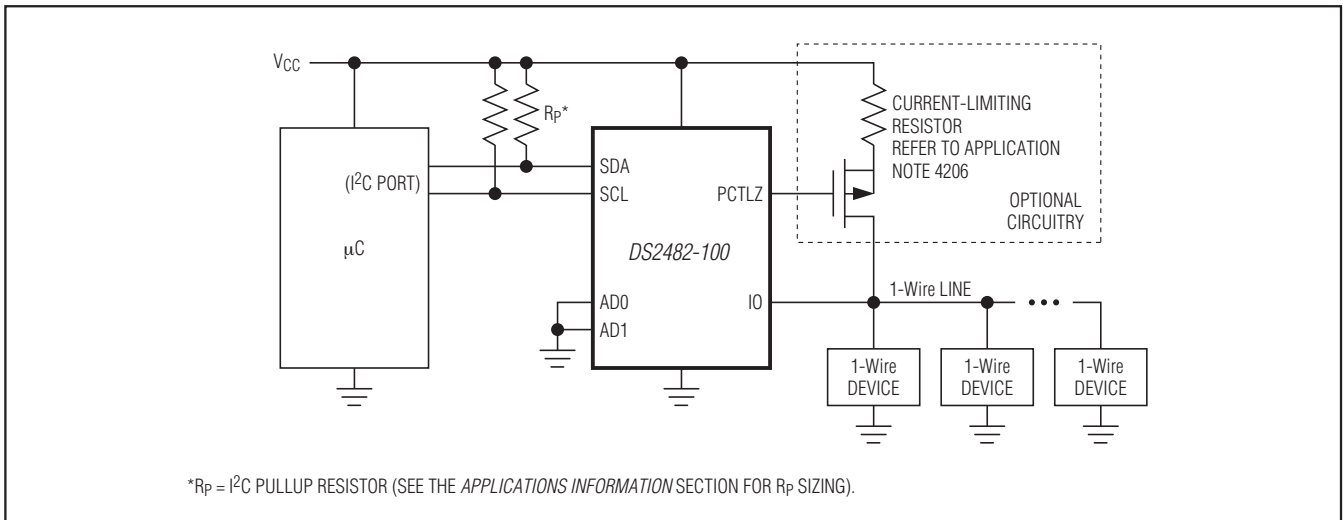 VCC
RP*
CURRENT-LIMITING
RESISTOR
REFER TO APPLICATION
NOTE 4206
OPTIONAL
CIRCUITRY
(I2C PORT)
μC
SDA
SCL
PCTLZ
DS2482-100
AD0
AD1
IO
1-Wire LINE
1-Wire
DEVICE
1-Wire
DEVICE
1-Wire
DEVICE
*RP = I2C PULLUP RESISTOR (SEE THE APPLICATIONS INFORMATION SECTION FOR RP SIZING).